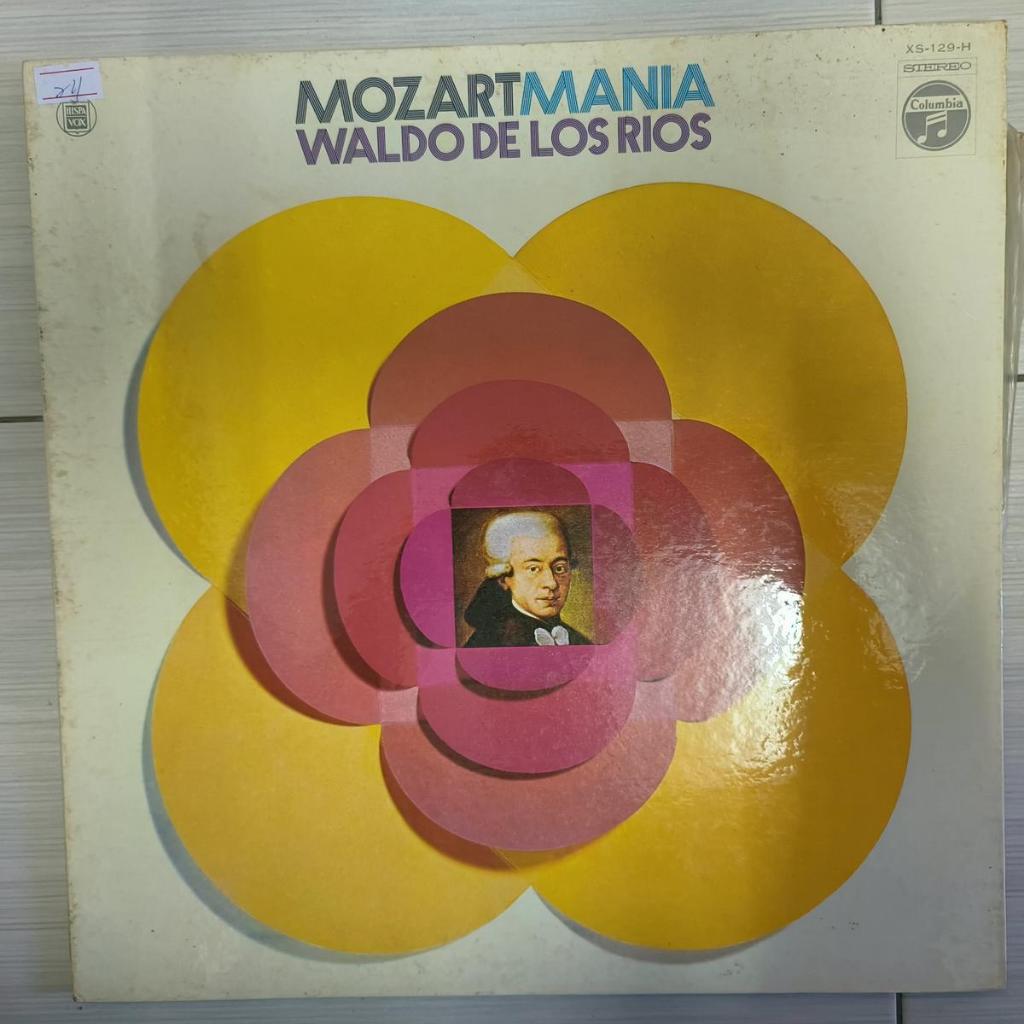 XS-129-H
STEREO
Columbia
HISPA
VOX
MOZARTMANIA
WALDO DE LOS RIOS